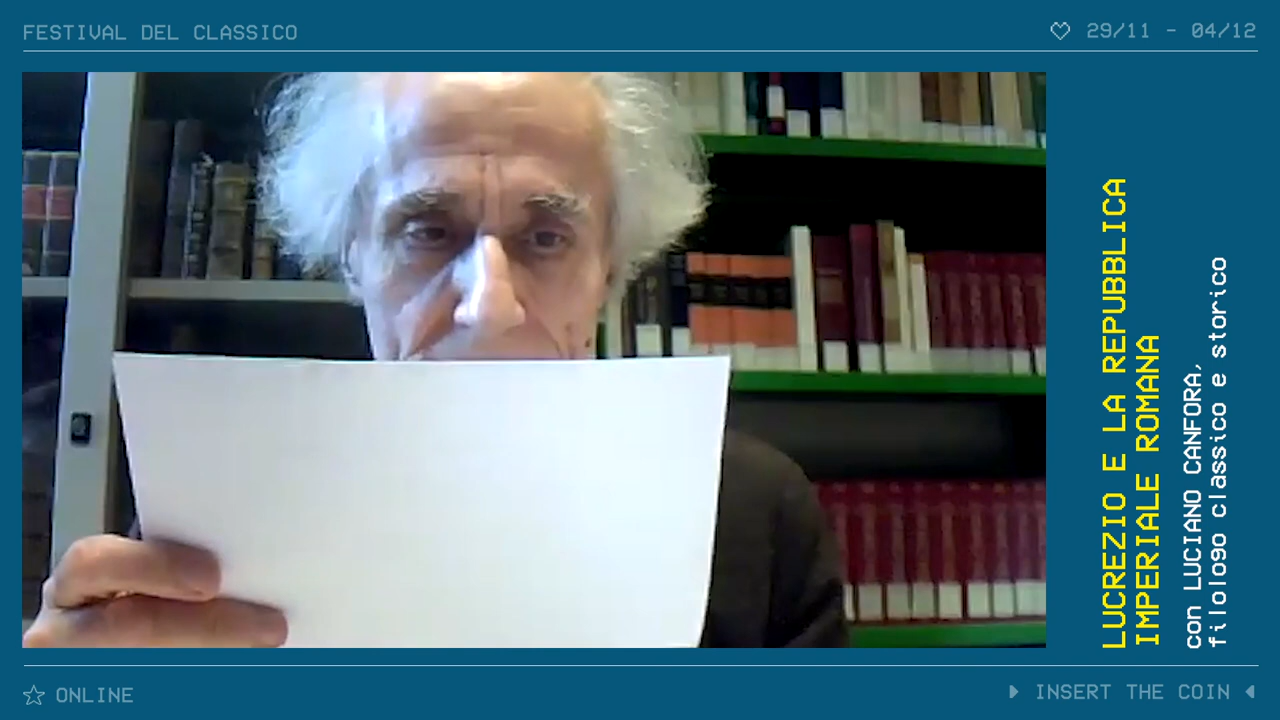 FESTIVAL DEL CLASSICO
29/11 - 04/12
LUCREZIO E LA REPUBBLICA
IMPERIALE ROMANA
con LUCIANO CANFORA,
filologo classico e storico
ONLINE
INSERT THE COIN